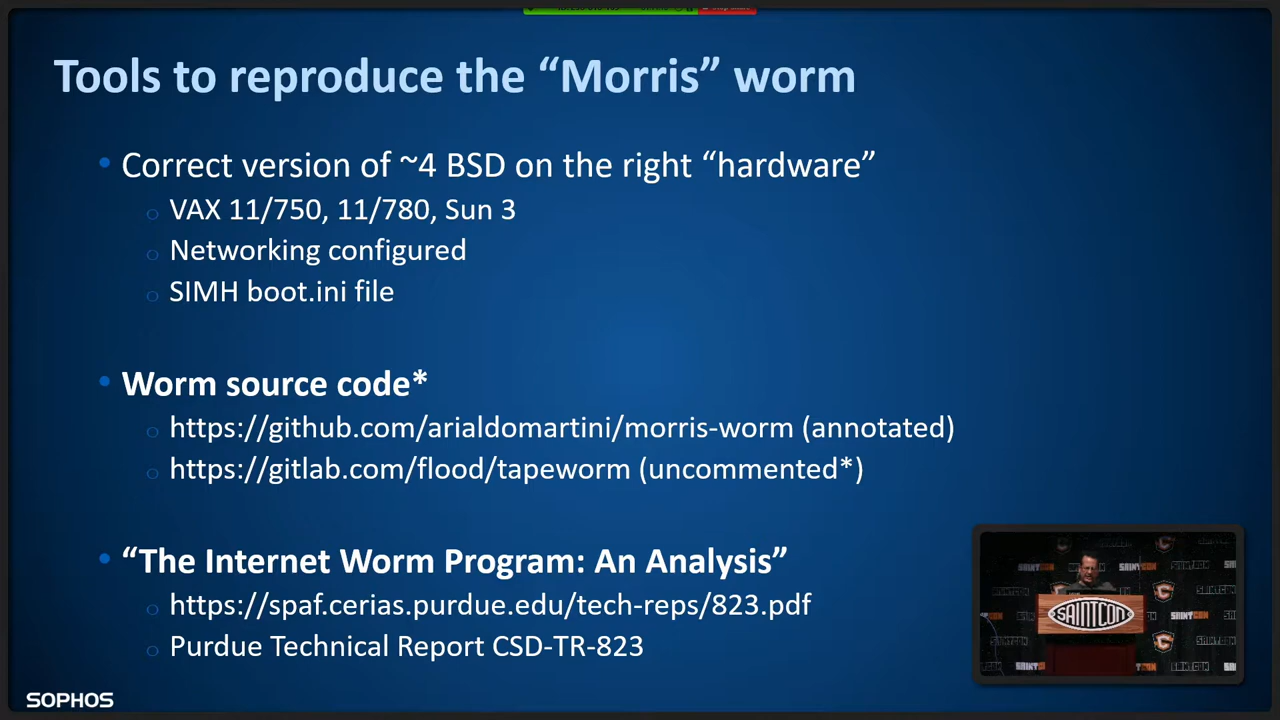 Tools to reproduce the “Morris” worm
Correct version of ~4 BSD on the right “hardware”
VAX 11/750, 11/780, Sun 3
Networking configured
SIMH boot.ini file
Worm source code*
https://github.com/arialdomartini/morris-worm (annotated)
https://gitlab.com/flood/tapeworm (uncommented*)
“The Internet Worm Program: An Analysis”
https://spaf.cerias.purdue.edu/tech-reps/823.pdf
Purdue Technical Report CSD-TR-823
SAINTCON
SOPHOS